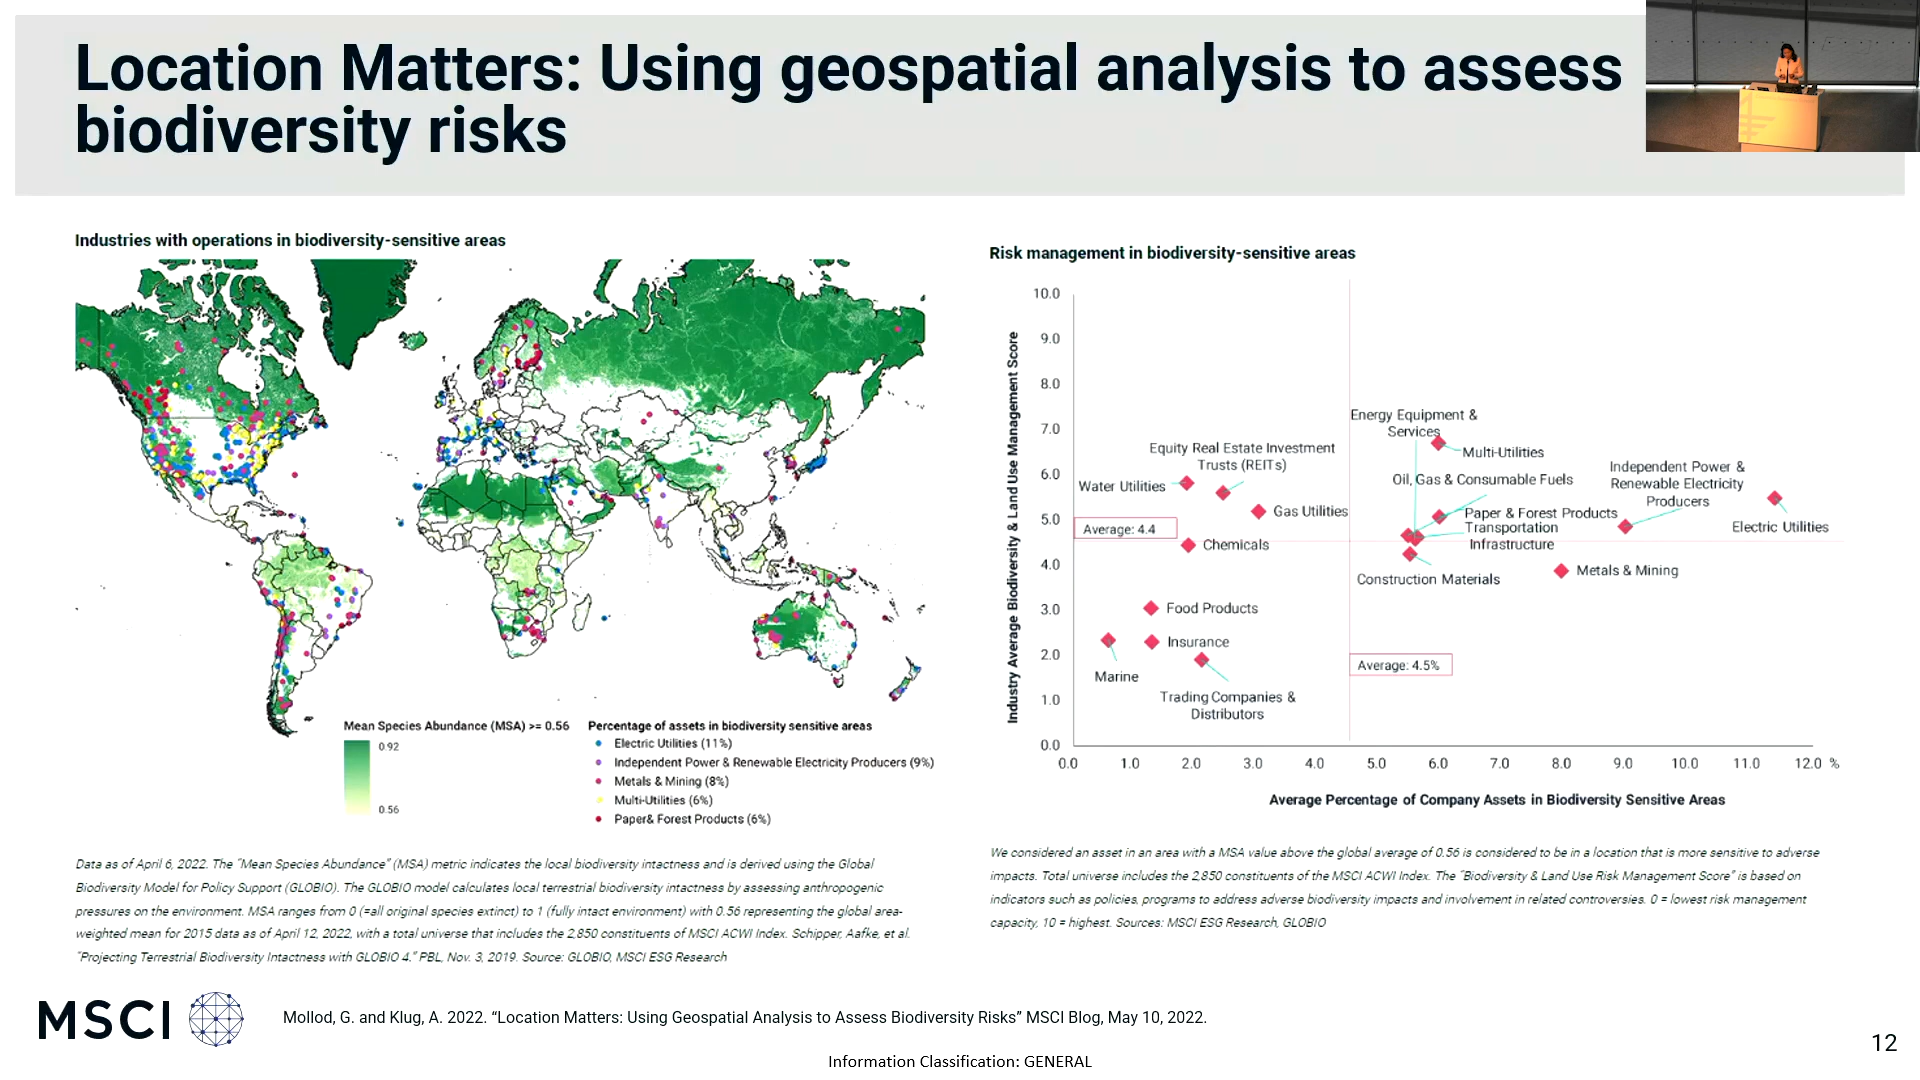 Location Matters: Using geospatial analysis to assess
biodiversity risks
Industries with operations in biodiversity-sensitive areas
Mean Species Abundance (MSA) >= 0.56
0.92
0.56
Percentage of assets in biodiversity sensitive areas
Electric Utilities (11%)
Independent Power & Renewable Electricity Producers (9%)
Metals & Mining (8%)
Multi-Utilities (6%)
Paper& Forest Products (6%)
Data as of April 6, 2022. The "Mean Species Abundance" (MSA) metric indicates the local biodiversity intactness and is derived using the Global
Biodiversity Model for Policy Support (GLOBIO). The GLOBIO model calculates local terrestrial biodiversity intactness by assessing anthropogenic
pressures on the environment. MSA ranges from 0 (=all original species extinct) to 1 (fully intact environment) with 0.56 representing the global area-
weighted mean for 2015 data as of April 12, 2022, with a total universe that includes the 2,850 constituents of MSCI ACWI Index. Schipper, Aafke, et al.
"Projecting Terrestrial Biodiversity Intactness with GLOBIO 4." PBL, Nov. 3, 2019. Source: GLOBIO, MSCI ESG Research
Risk management in biodiversity-sensitive areas
Industry Average Biodiversity & Land Use Management Score
10.0
9.0
8.0
7.0
6.0
5.0
4.0
3.0
2.0
1.0
0.0
Energy Equipment &
Services
Multi-Utilities
Equity Real Estate Investment
Trusts (REITs)
Water Utilities
Oil, Gas & Consumable Fuels
Independent Power &
Renewable Electricity
Producers
Gas Utilities
Paper & Forest Products
Transportation
Infrastructure
Electric Utilities
Average: 4.4
Chemicals
Construction Materials
Metals & Mining
Food Products
Insurance
Marine
Average: 4.5%
Trading Companies &
Distributors
0.0 1.0 2.0 3.0 4.0 5.0 6.0 7.0 8.0 9.0 10.0 11.0 12.0 %
Average Percentage of Company Assets in Biodiversity Sensitive Areas
We considered an asset in an area with a MSA value above the global average of 0.56 is considered to be in a location that is more sensitive to adverse
impacts. Total universe includes the 2,850 constituents of the MSCI ACWI Index. The "Biodiversity & Land Use Risk Management Score" is based on
indicators such as policies, programs to address adverse biodiversity impacts and involvement in related controversies. 0 = lowest risk management
capacity, 10 = highest. Sources: MSCI ESG Research, GLOBIO
MSCI
Mollod, G. and Klug, A. 2022. “Location Matters: Using Geospatial Analysis to Assess Biodiversity Risks” MSCI Blog, May 10, 2022.
12
Information Classification: GENERAL